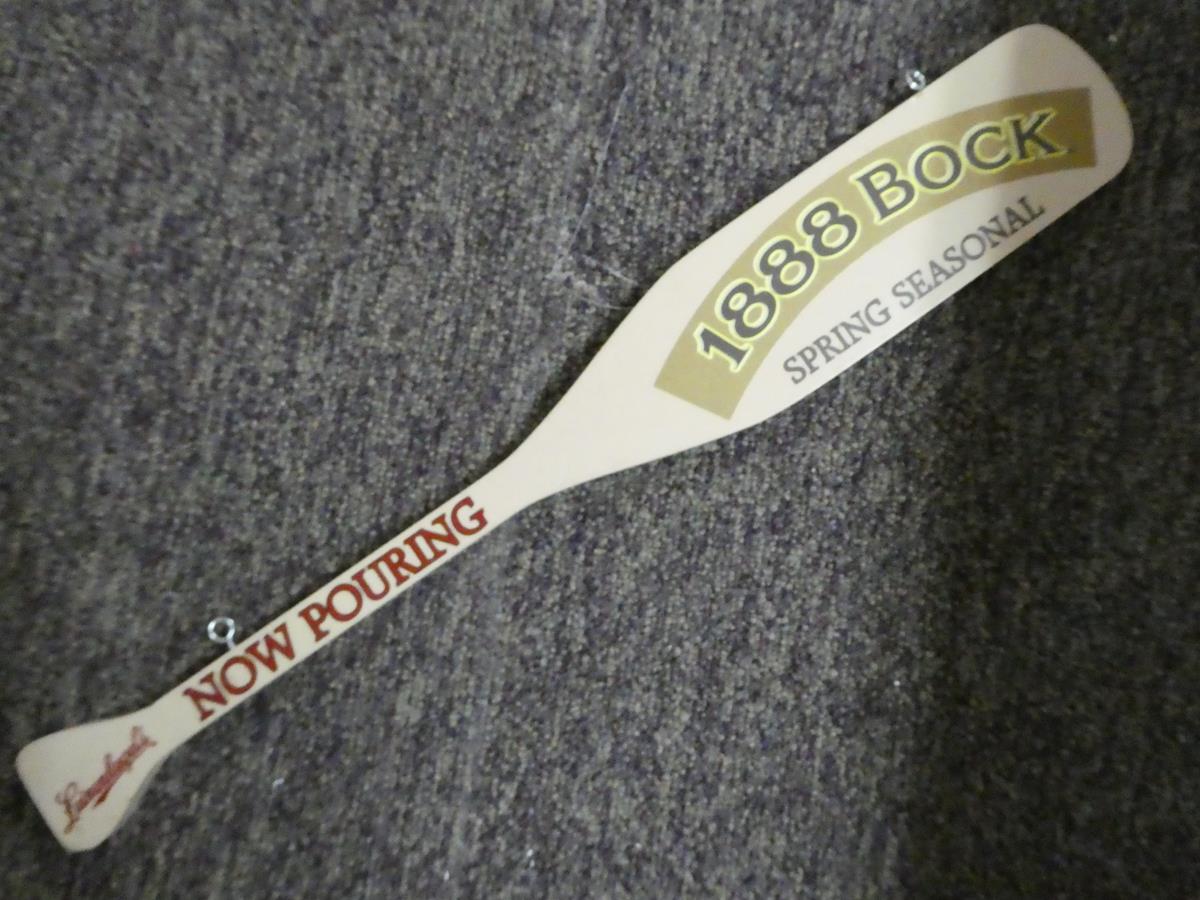 Leinenkugel's
NOW POURING
1888 BOCK
SPRING SEASONAL